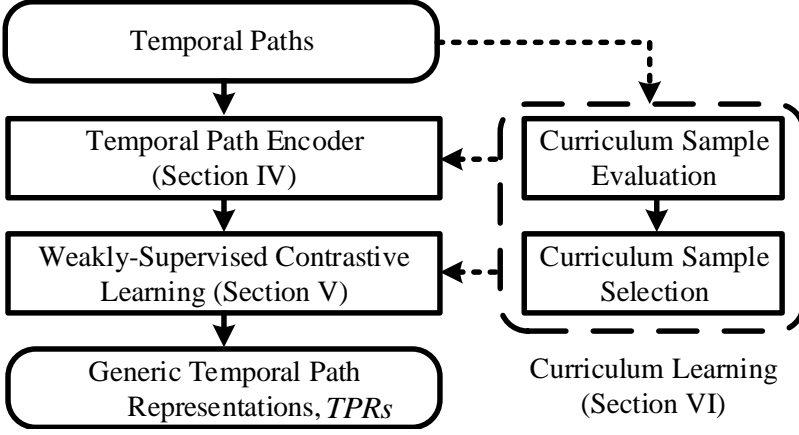 Temporal Paths
Temporal Path Encoder
(Section IV)
Weakly-Supervised Contrastive
Learning (Section V)
Generic Temporal Path
Representations, TPRs
Curriculum Sample
Evaluation
Curriculum Sample
Selection
Curriculum Learning
(Section VI)